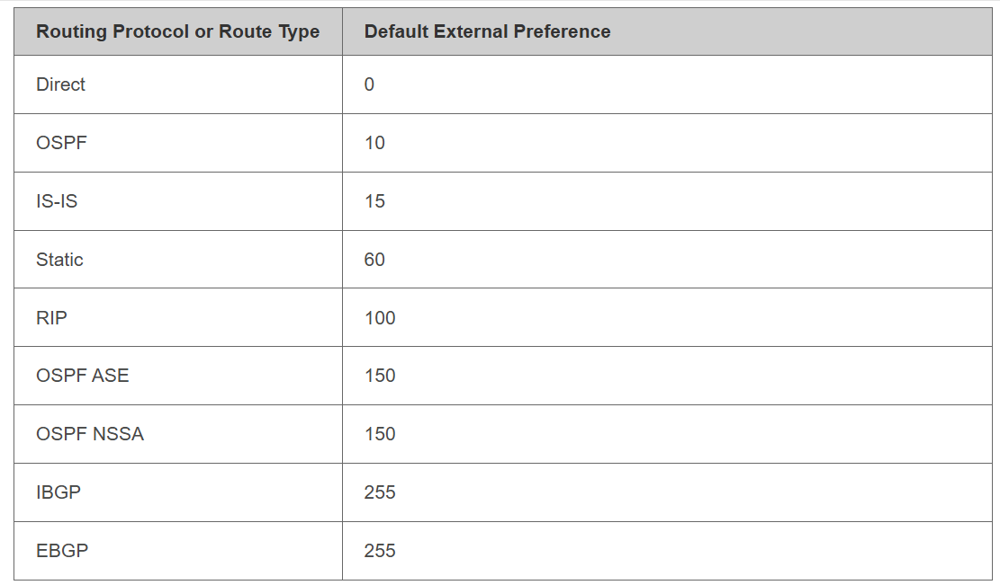 Routing Protocol or Route Type Default External Preference
Direct 0
OSPF 10
IS-IS 15
Static 60
RIP 100
OSPF ASE 150
OSPF NSSA 150
IBGP 255
EBGP 255